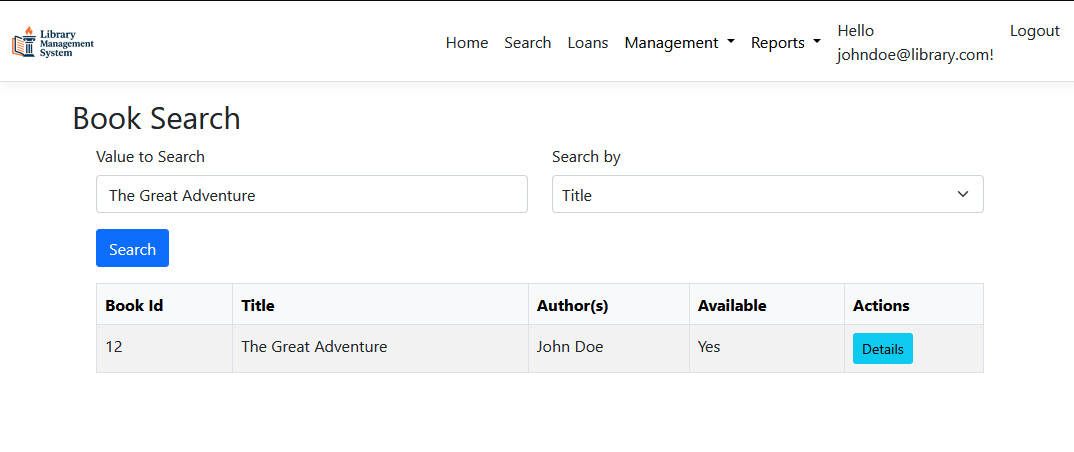 Library
Management
System
Home Search Loans Management Reports Hello Logout
johndoe@library.com!
Book Search
Value to Search Search by
The Great Adventure Title
Search
Book Id Title Author(s) Available Actions
12 The Great Adventure John Doe Yes Details